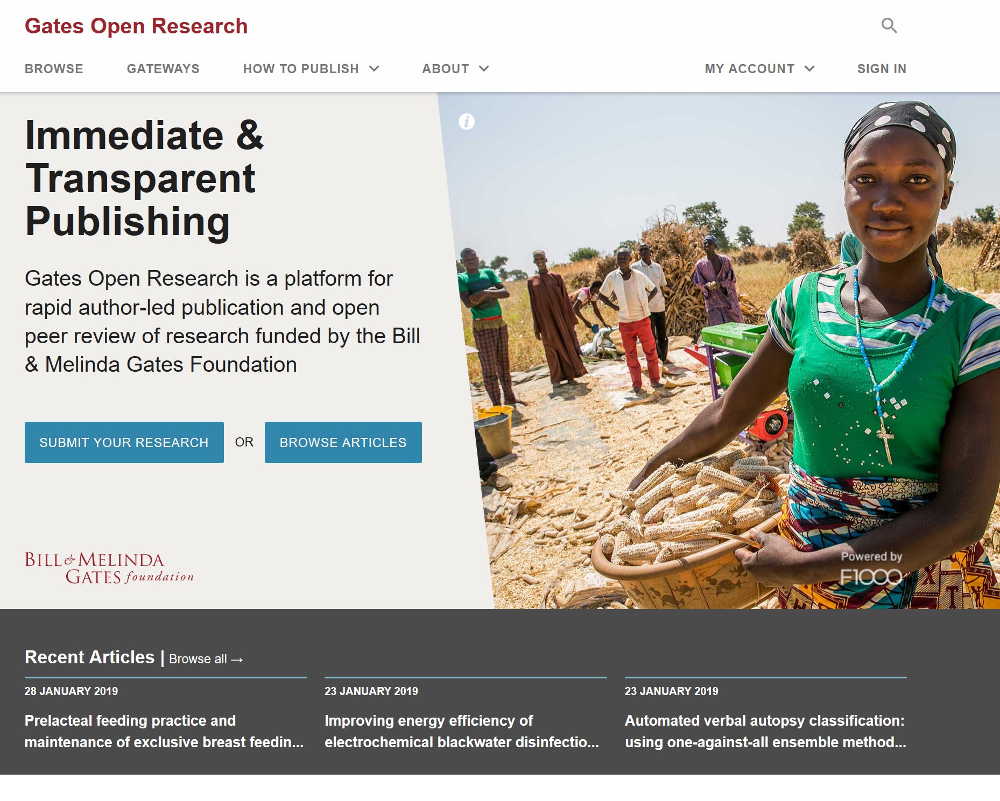 Gates Open Research
BROWSE
GATEWAYS
HOW TO PUBLISH
ABOUT
MY ACCOUNT
SIGN IN
Immediate &
Transparent
Publishing
Gates Open Research is a platform for
rapid author-led publication and open
peer review of research funded by the Bill
& Melinda Gates Foundation
SUBMIT YOUR RESEARCH
OR
BROWSE ARTICLES
BILL & MELINDA
GATES foundation
Powered by
F1000
Recent Articles | Browse all →
28 JANUARY 2019
Prelacteal feeding practice and
maintenance of exclusive breast feedin...
23 JANUARY 2019
Improving energy efficiency of
electrochemical blackwater disinfectio...
23 JANUARY 2019
Automated verbal autopsy classification:
using one-against-all ensemble method...